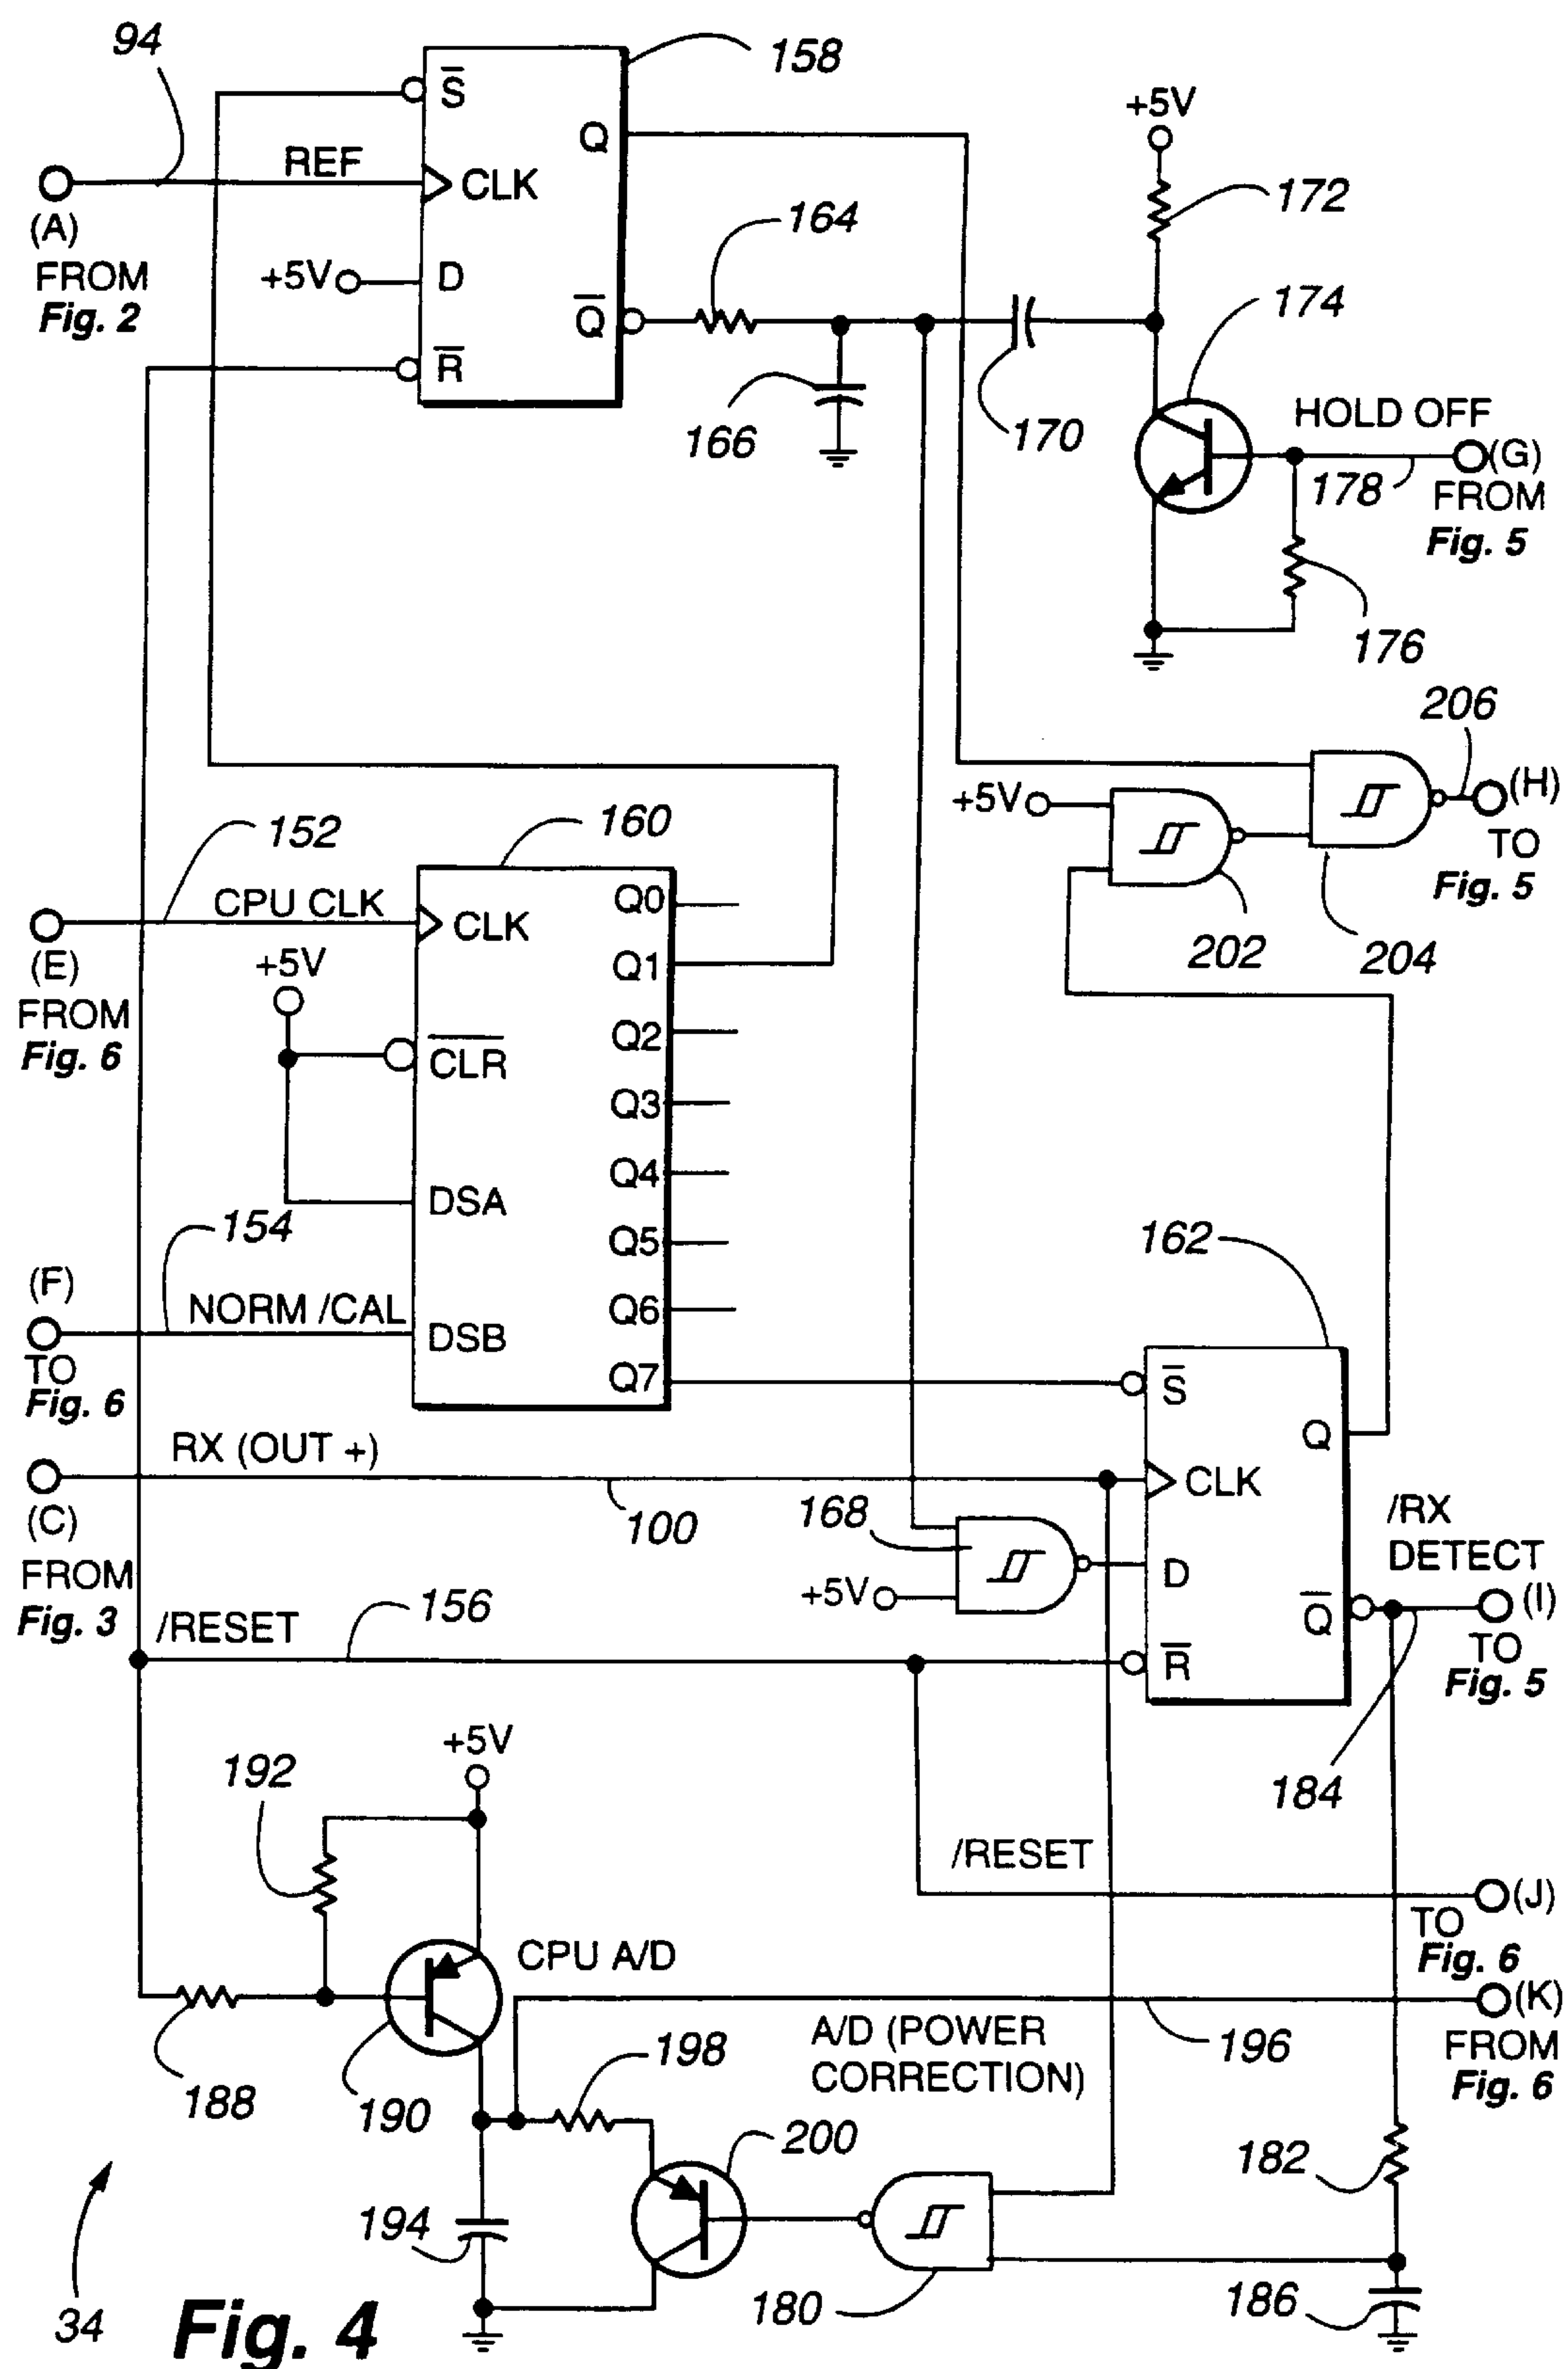 94
158
S̅
+5V
Q
REF
CLK
172
(A)
FROM
Fig. 2
164
+5V
D
174
Q̅
R̅
HOLD OFF
166
170
(G)
178
FROM
Fig. 5
176
206
+5V
(H)
TO
Fig. 5
152
160
CPU CLK
CLK
Q0
202
204
(E)
FROM
Fig. 6
+5V
Q1
Q2
C̅L̅R̅
Q3
Q4
DSA
154
162
Q5
(F)
NORM /CAL
Q6
DSB
TO
Fig. 6
Q7
S̅
RX (OUT +)
Q
CLK
(C)
100
168
/RX
DETECT
FROM
Fig. 3
D
+5V
156
Q̅
(I)
/RESET
TO
Fig. 5
R̅
+5V
192
184
/RESET
(J)
TO
Fig. 6
CPU A/D
(K)
A/D (POWER
CORRECTION)
196
FROM
Fig. 6
198
188
190
200
182
194
180
186
34
Fig. 4